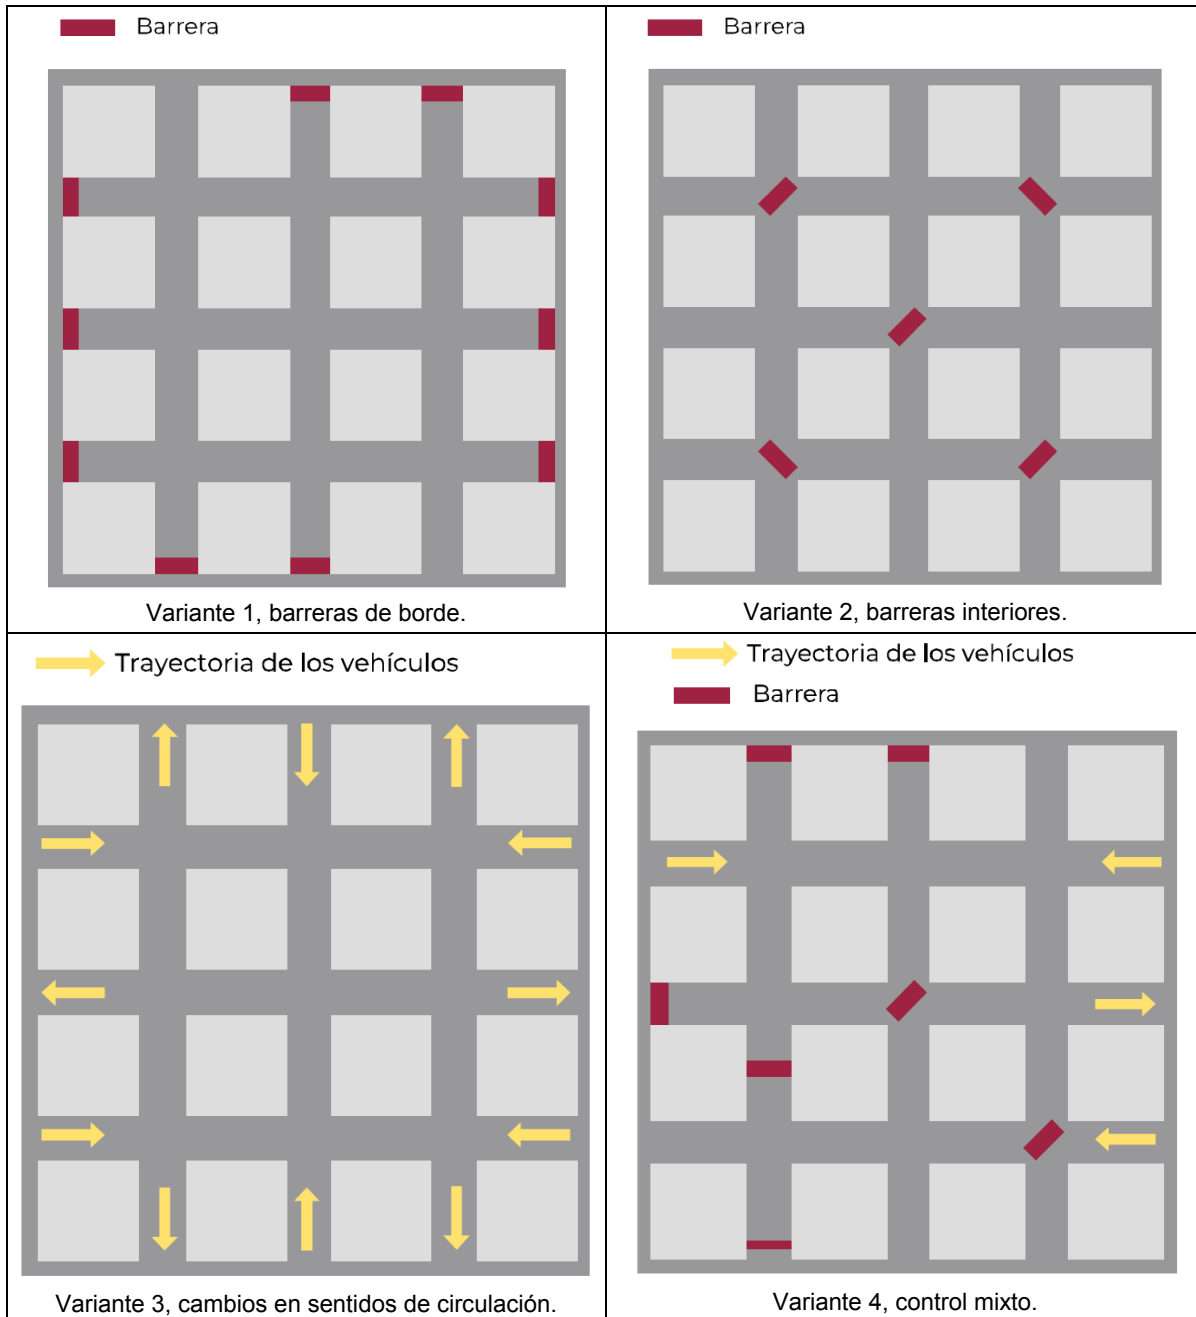 Barrera
Variante 1, barreras de borde.
Barrera
Variante 2, barreras interiores.
Trayectoria de los vehículos
Variante 3, cambios en sentidos de circulación.
Trayectoria de los vehículos
Barrera
Variante 4, control mixto.